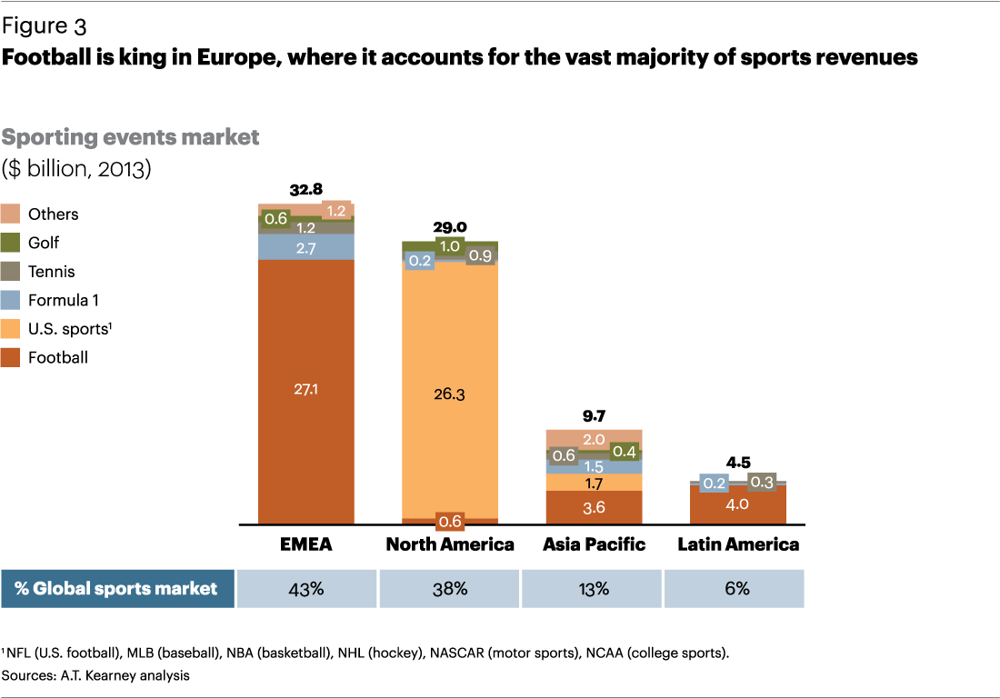 Figure 3
Football is king in Europe, where it accounts for the vast majority of sports revenues
Sporting events market
($ billion, 2013)
Others
Golf
Tennis
Formula 1
U.S. sports¹
Football
32.8
1.2
0.6
1.2
2.7
27.1
29.0
1.0
0.2
0.9
26.3
0.6
9.7
2.0
0.6
0.4
1.5
1.7
3.6
4.5
0.2
0.3
4.0
EMEA North America Asia Pacific Latin America
% Global sports market 43% 38% 13% 6%
¹ NFL (U.S. football), MLB (baseball), NBA (basketball), NHL (hockey), NASCAR (motor sports), NCAA (college sports).
Sources: A.T. Kearney analysis